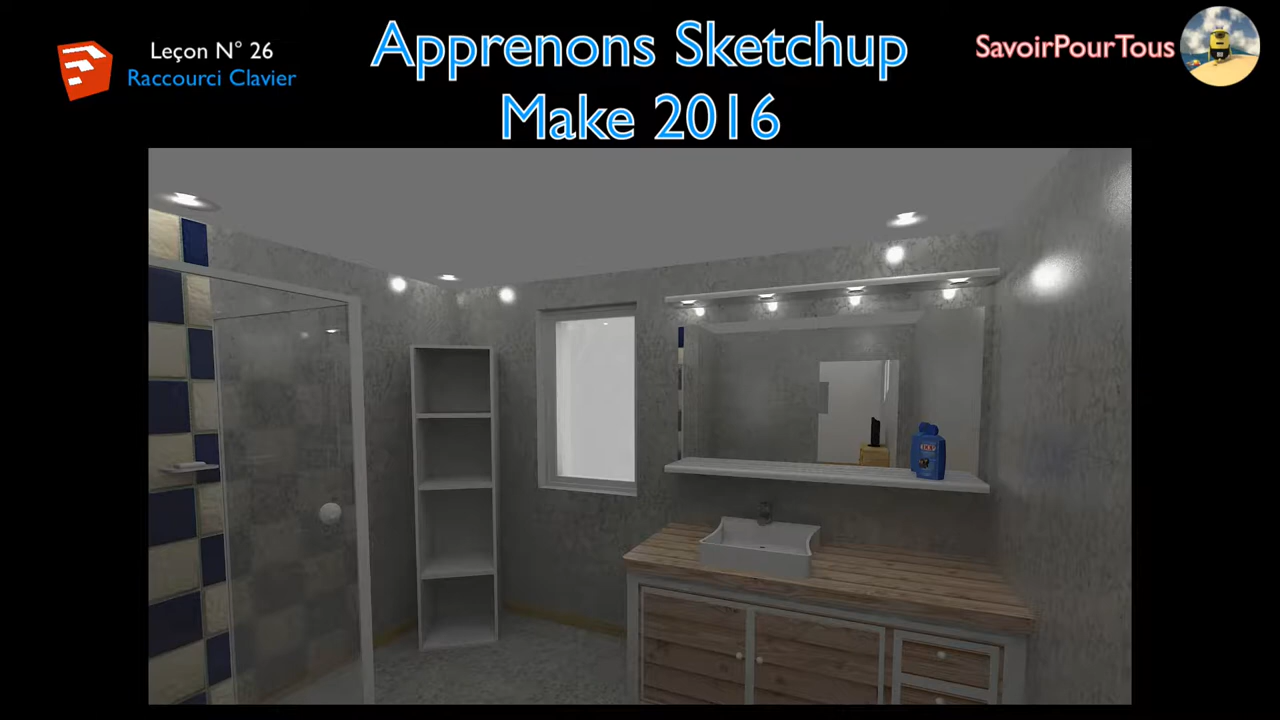 Leçon N° 26
Raccourci Clavier
Apprenons Sketchup
Make 2016
SavoirPourTous